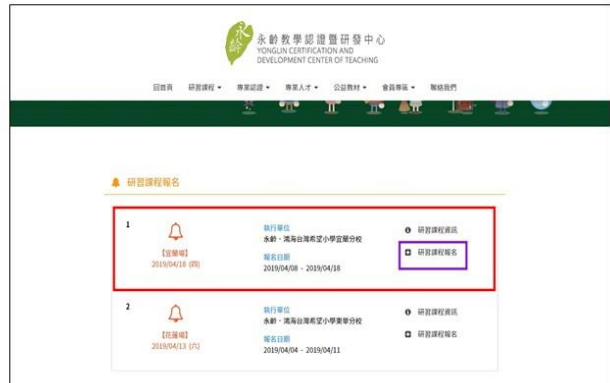 永齡
永齡教學認證暨研發中心
YONGLIN CERTIFICATION AND
DEVELOPMENT CENTER OF TEACHING
回首頁 研習課程 專業認證 專業人才 公益教材 會員專區 聯絡我們
研習課程報名
1
【宜蘭場】
2019/04/18 (四)
執行單位
永齡・鴻海台灣希望小學宜蘭分校
報名日期
2019/04/08 - 2019/04/18
研習課程資訊
研習課程報名
2
【花蓮場】
2019/04/13 (六)
執行單位
永齡・鴻海台灣希望小學東華分校
報名日期
2019/04/04 - 2019/04/11
研習課程資訊
研習課程報名